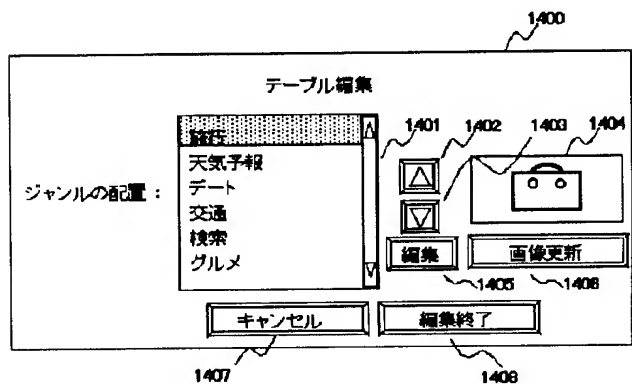 1400
テーブル編集
1401
1402
1403
1404
旅行
天気予報
デート
ジャンルの配置：
交通
検索
グルメ
編集
画像更新
1405
1406
キャンセル
編集終了
1407
1408